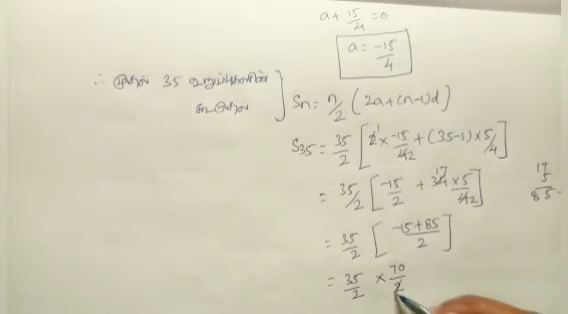 a + 15/4 = 0
a = -15/4
∴ முதல் 35 உறுப்புகளின்
கூடுதல் } Sn = n/2 (2a+(n-1)d)
S35 = 35/2 [2 × -15/4 + (35-1) × 5/4]
= 35/2 [-15/2 + 34 × 5/4]
17
5
85
= 35/2 [-15+85/2]
= 35/2 × 70/2